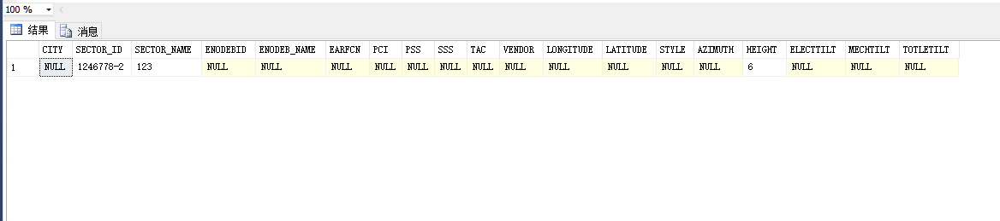 100 %
结果 消息
CITY SECTOR_ID SECTOR_NAME ENODEBID ENODEB_NAME EARFCN PCI PSS SSS TAC VENDOR LONGITUDE LATITUDE STYLE AZIMUTH HEIGHT ELECTTILT MECHTILT TOTLETILT
1 NULL 1246778-2 123 NULL NULL NULL NULL NULL NULL NULL NULL NULL NULL NULL NULL 6 NULL NULL NULL